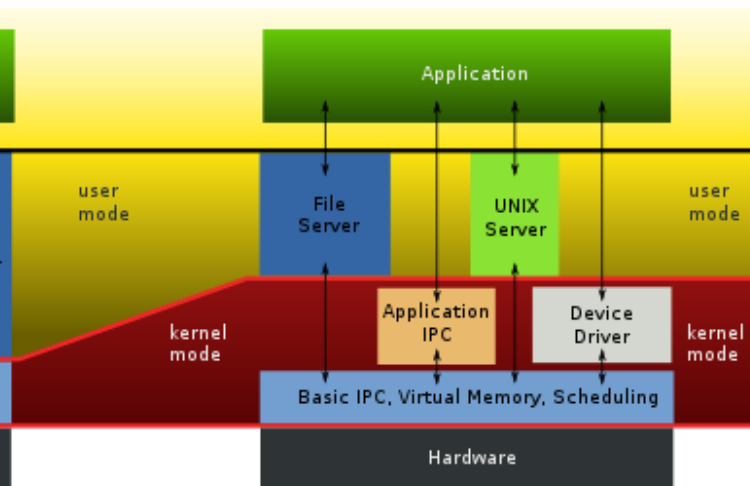 Application
user
mode
File
Server
UNIX
Server
user
mode
kernel
mode
Application
IPC
Device
Driver
kernel
mode
Basic IPC, Virtual Memory, Scheduling
Hardware